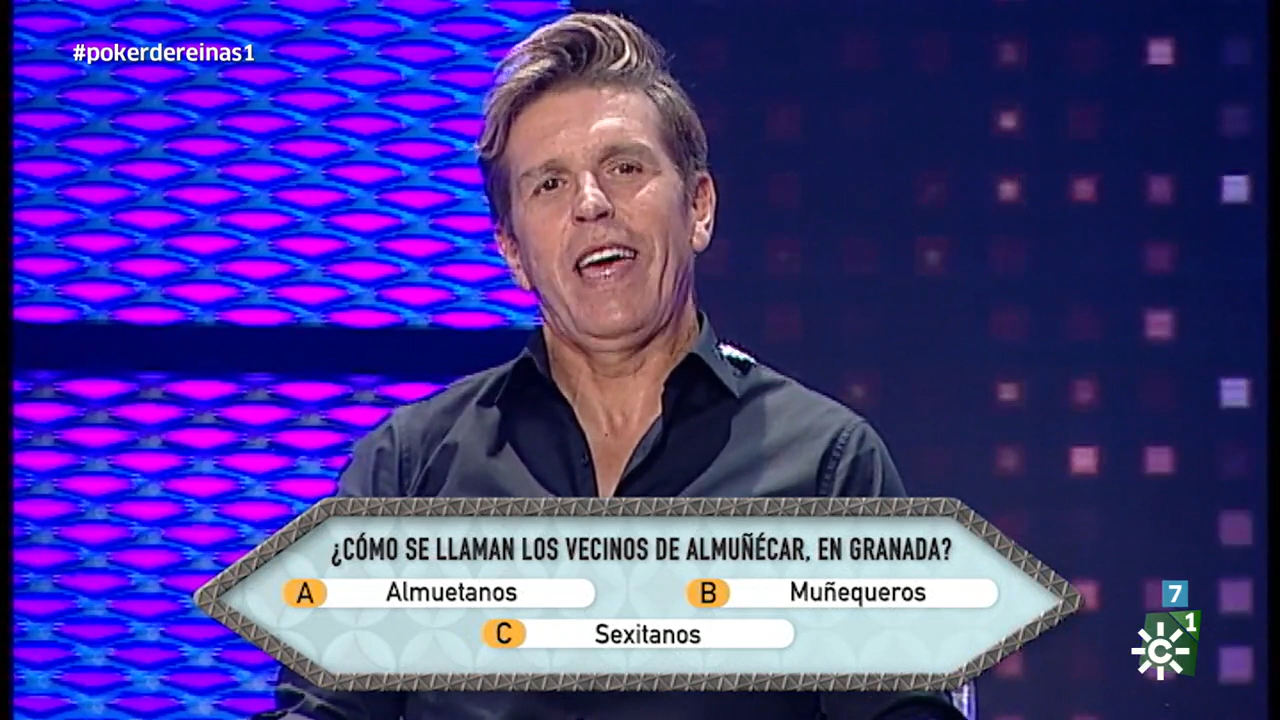 #pokerdereinas1
¿CÓMO SE LLAMAN LOS VECINOS DE ALMUÑÉCAR, EN GRANADA?
A Almuetanos
B Muñequeros
C Sexitanos
7
1